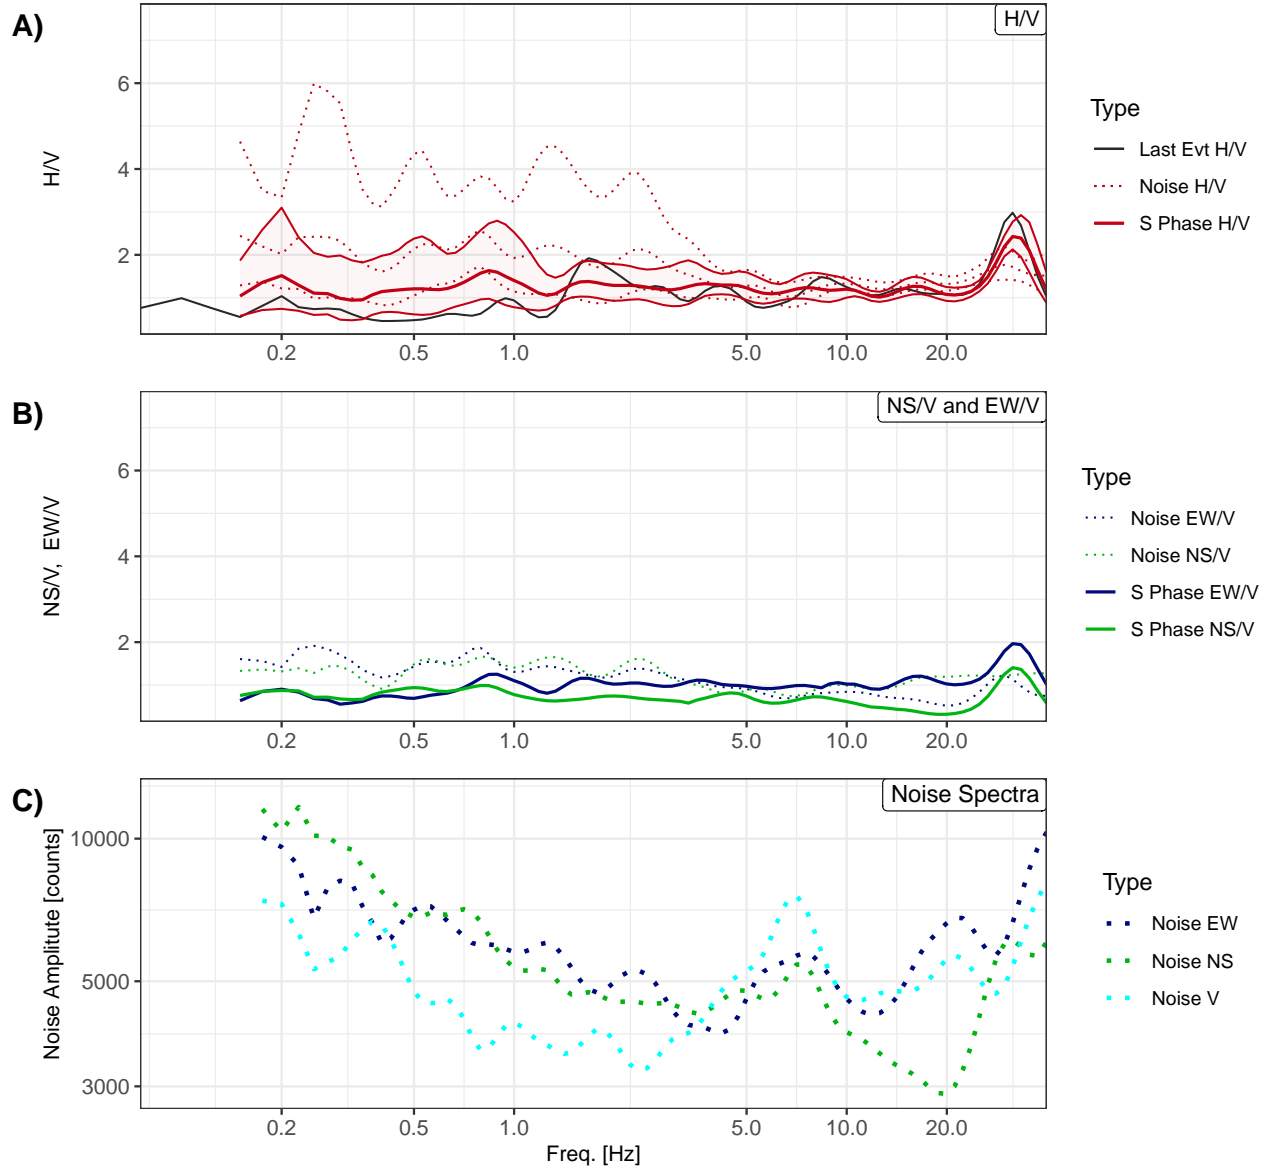 A)
H/V
6
4
2
H/V
0.2 0.5 1.0 5.0 10.0 20.0
Type
Last Evt H/V
Noise H/V
S Phase H/V
B)
NS/V and EW/V
6
4
2
NS/V, EW/V
0.2 0.5 1.0 5.0 10.0 20.0
Type
Noise EW/V
Noise NS/V
S Phase EW/V
S Phase NS/V
C)
Noise Spectra
10000
5000
3000
Noise Amplitute [counts]
0.2 0.5 1.0 5.0 10.0 20.0
Freq. [Hz]
Type
Noise EW
Noise NS
Noise V